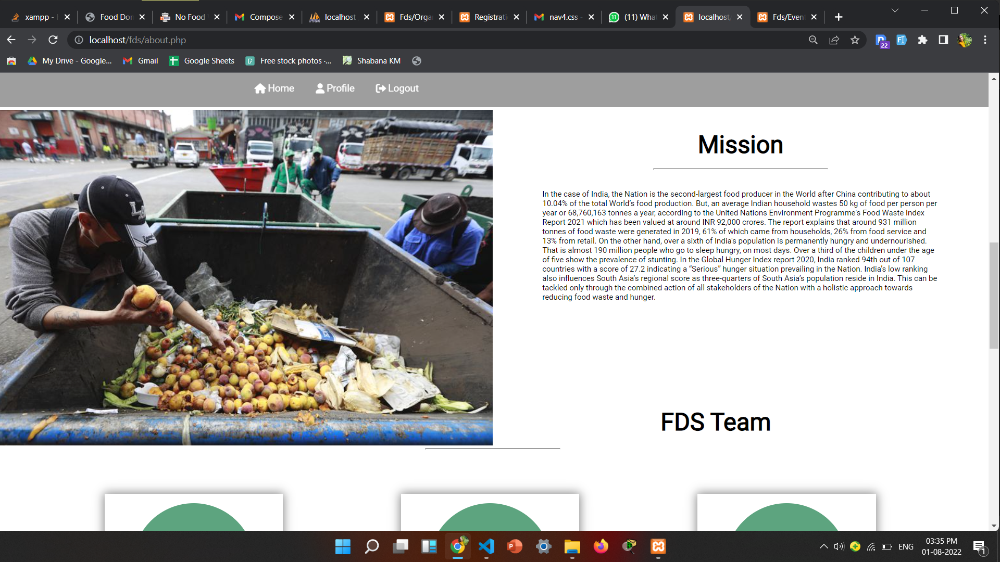 xampp -
Food Don
No Food
Compose
localhost
Fds/Orga
Registrati
nav4.css -
(11) What
localhost/
Fds/Event
localhost/fds/about.php
22
My Drive - Google...
Gmail
Google Sheets
Free stock photos ·...
Shabana KM
Home
Profile
Logout
Mission
In the case of India, the Nation is the second-largest food producer in the World after China contributing to about
10.04% of the total World’s food production. But, an average Indian household wastes 50 kg of food per person per
year or 68,760,163 tonnes a year, according to the United Nations Environment Programme's Food Waste Index
Report 2021 which has been valued at around INR 92,000 crores. The report explains that around 931 million
tonnes of food waste were generated in 2019, 61% of which came from households, 26% from food service and
13% from retail. On the other hand, over a sixth of India's population is permanently hungry and undernourished.
That is almost 190 million people who go to sleep hungry, on most days. Over a third of the children under the age
of five show the prevalence of stunting. In the Global Hunger Index report 2020, India ranked 94th out of 107
countries with a score of 27.2 indicating a “Serious” hunger situation prevailing in the Nation. India’s low ranking
also influences South Asia’s regional score as three-quarters of South Asia’s population reside in India. This can be
tackled only through the combined action of all stakeholders of the Nation with a holistic approach towards
reducing food waste and hunger.
FDS Team
ENG
03:35 PM
01-08-2022
1